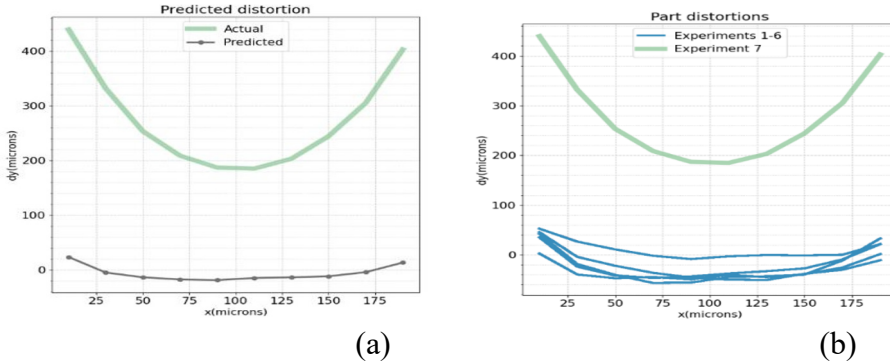 Predicted distortion
Actual
Predicted
400
300
200
100
0
dy(microns)
25 50 75 100 125 150 175
x(microns)
(a)
Part distortions
Experiments 1-6
Experiment 7
400
300
200
100
0
dy(microns)
25 50 75 100 125 150 175
x(microns)
(b)